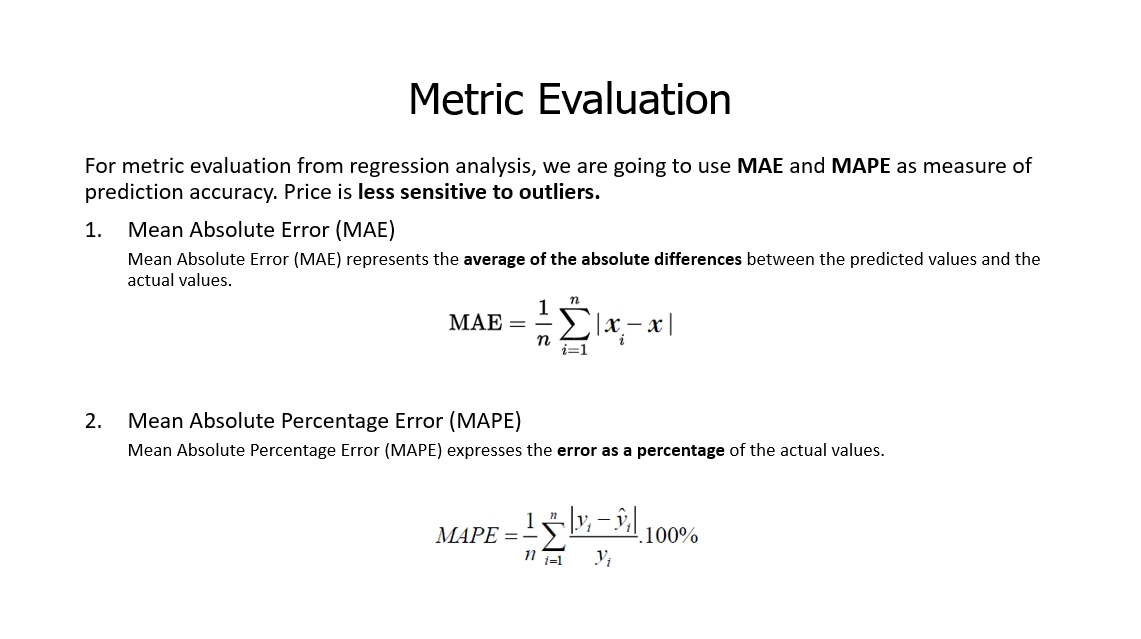 Metric Evaluation
For metric evaluation from regression analysis, we are going to use MAE and MAPE as measure of
prediction accuracy. Price is less sensitive to outliers.
1. Mean Absolute Error (MAE)
Mean Absolute Error (MAE) represents the average of the absolute differences between the predicted values and the
actual values.
MAE = \frac{1}{n} \sum_{i=1}^{n} |x_i - x|
2. Mean Absolute Percentage Error (MAPE)
Mean Absolute Percentage Error (MAPE) expresses the error as a percentage of the actual values.
MAPE = \frac{1}{n} \sum_{i=1}^{n} \frac{|y_i - \hat{y}_i|}{y_i} .100%